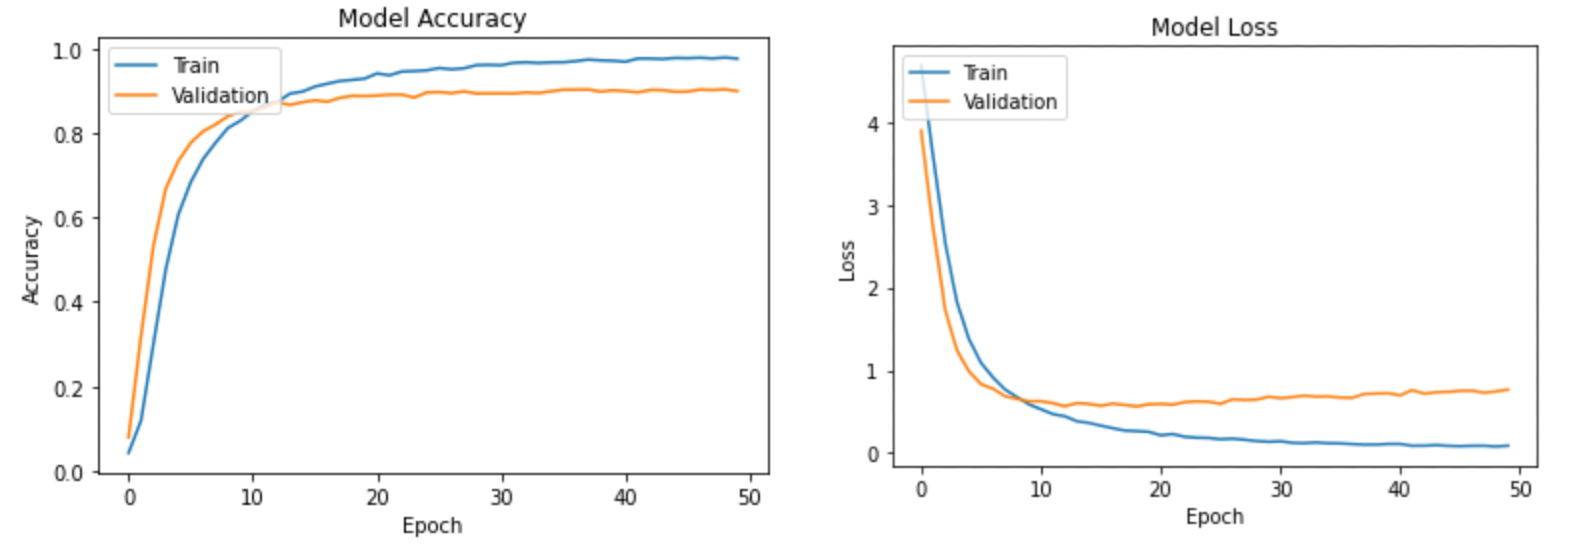 Model Accuracy
1.0
0.8
0.6
0.4
0.2
0.0
Accuracy
Train
Validation
0 10 20 30 40 50
Epoch
Model Loss
4
3
2
1
0
Loss
Train
Validation
0 10 20 30 40 50
Epoch